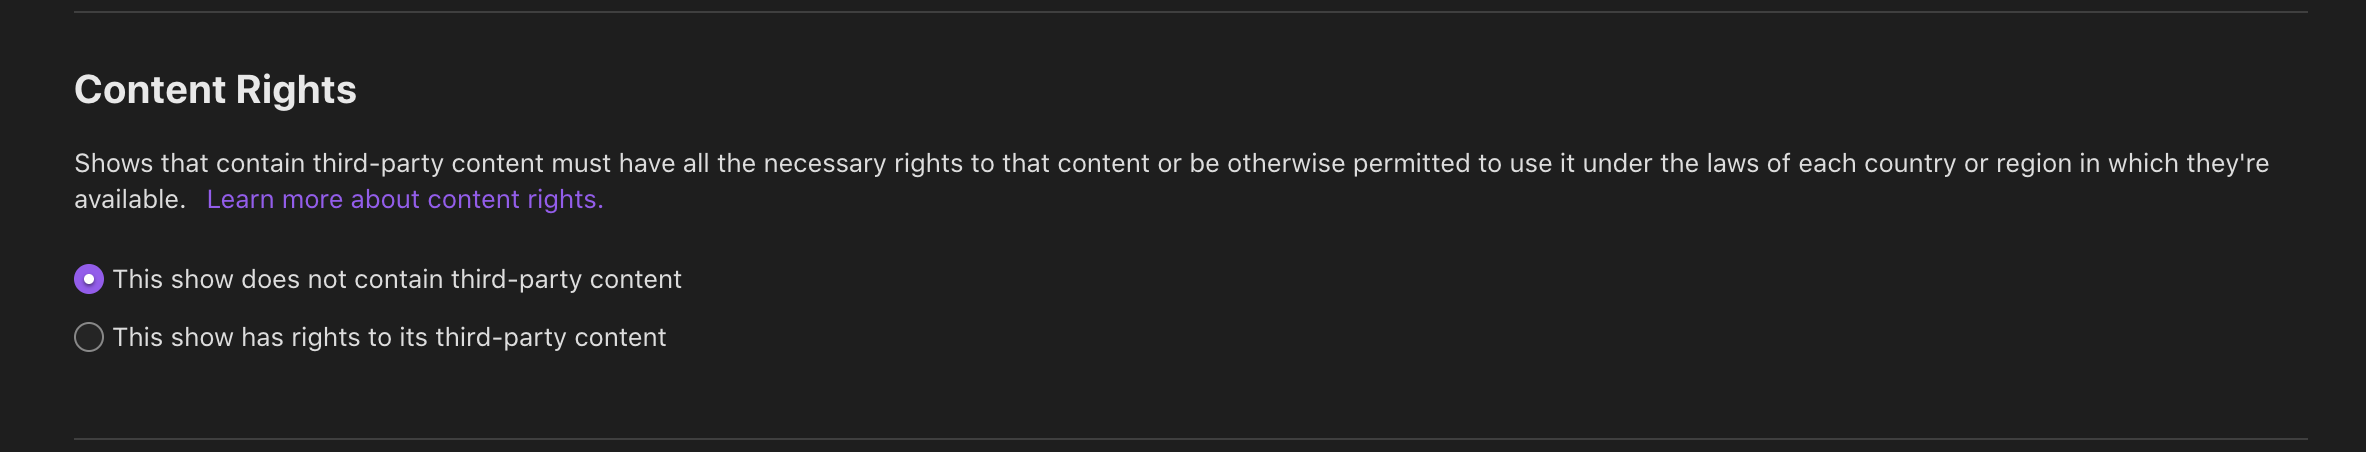 Content Rights
Shows that contain third-party content must have all the necessary rights to that content or be otherwise permitted to use it under the laws of each country or region in which they're
available. Learn more about content rights.
This show does not contain third-party content
This show has rights to its third-party content